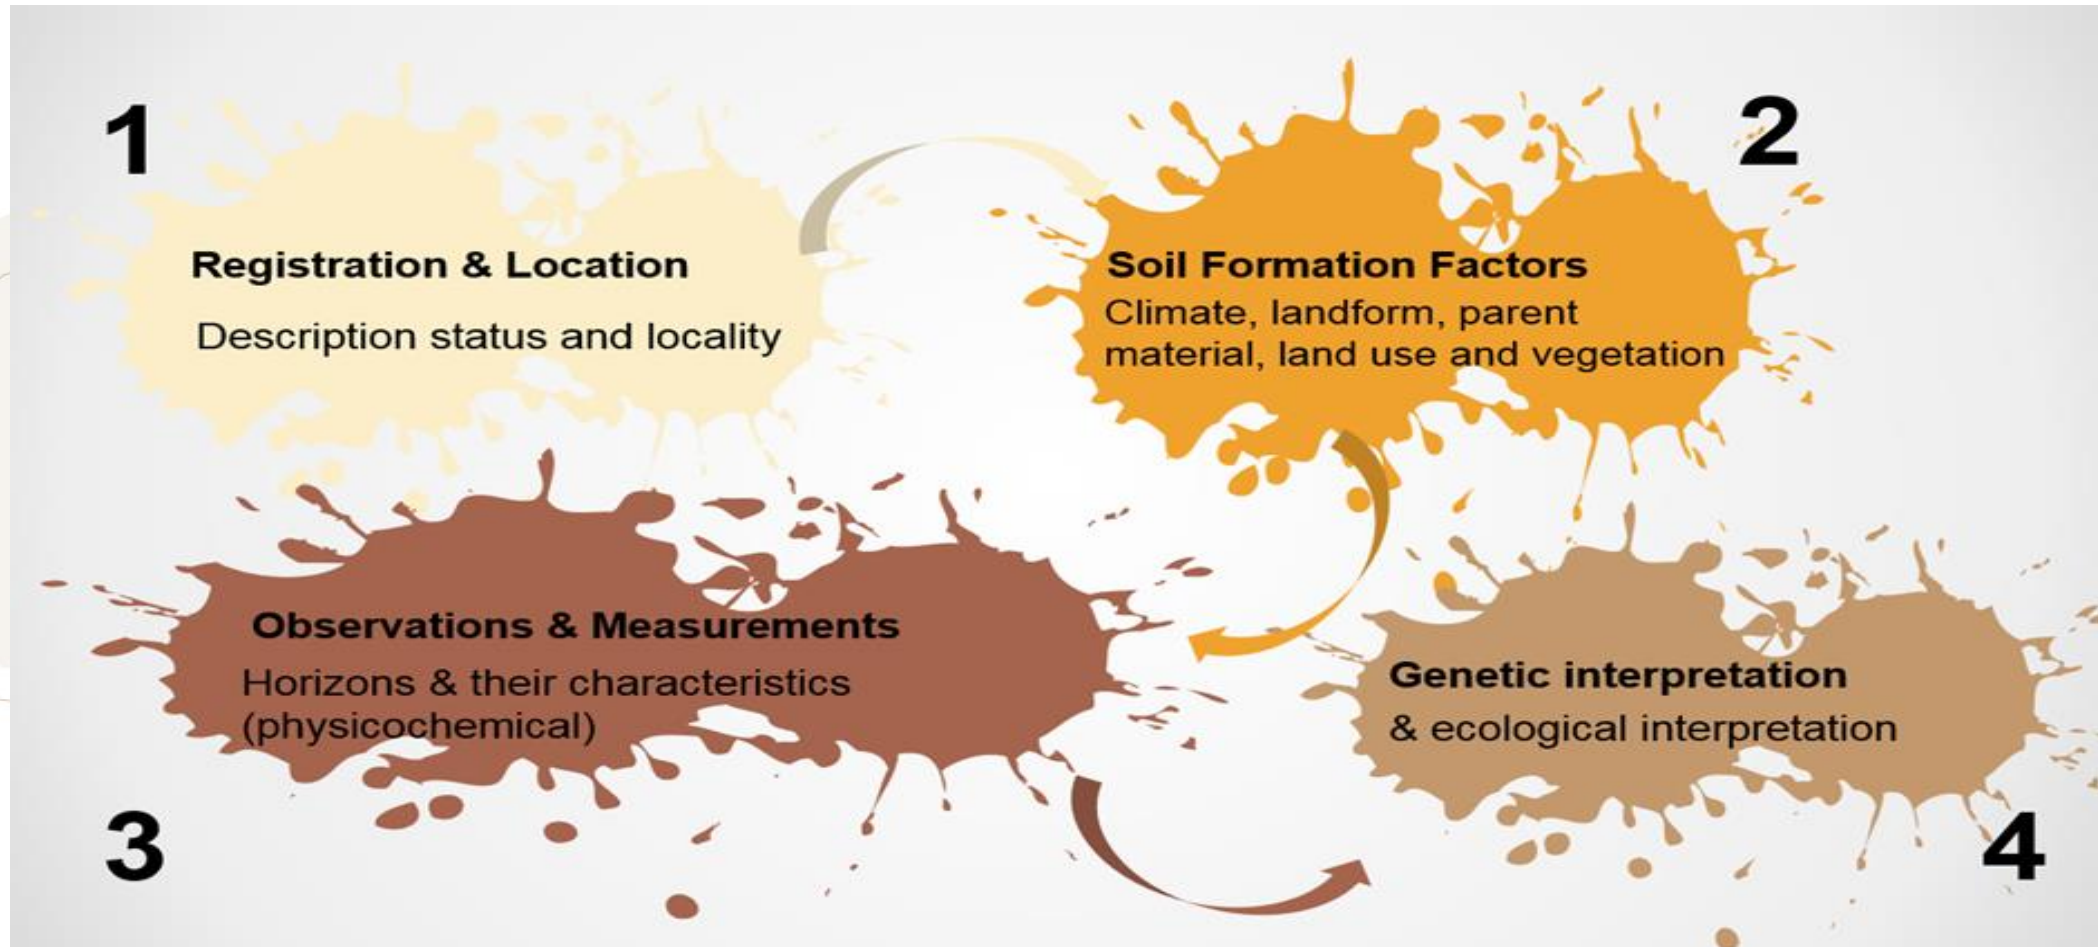 1
Registration & Location
Description status and locality
2
Soil Formation Factors
Climate, landform, parent
material, land use and vegetation
3
Observations & Measurements
Horizons & their characteristics
(physicochemical)
4
Genetic interpretation
& ecological interpretation